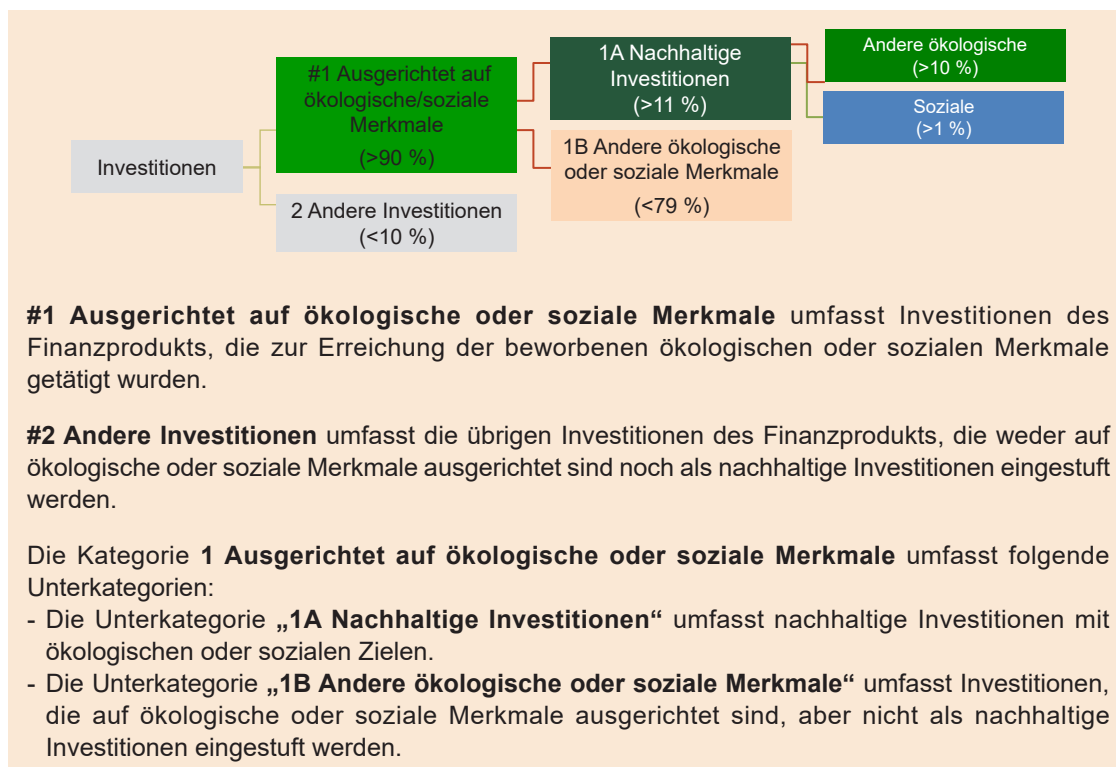 Investitionen
#1 Ausgerichtet auf
ökologische/soziale
Merkmale
(>90 %)
2 Andere Investitionen
(<10 %)
1A Nachhaltige
Investitionen
(>11 %)
1B Andere ökologische
oder soziale Merkmale
(<79 %)
Andere ökologische
(>10 %)
Soziale
(>1 %)
#1 Ausgerichtet auf ökologische oder soziale Merkmale umfasst Investitionen des
Finanzprodukts, die zur Erreichung der beworbenen ökologischen oder sozialen Merkmale
getätigt wurden.
#2 Andere Investitionen umfasst die übrigen Investitionen des Finanzprodukts, die weder auf
ökologische oder soziale Merkmale ausgerichtet sind noch als nachhaltige Investitionen eingestuft
werden.
Die Kategorie 1 Ausgerichtet auf ökologische oder soziale Merkmale umfasst folgende
Unterkategorien:
- Die Unterkategorie „1A Nachhaltige Investitionen“ umfasst nachhaltige Investitionen mit
ökologischen oder sozialen Zielen.
- Die Unterkategorie „1B Andere ökologische oder soziale Merkmale“ umfasst Investitionen,
die auf ökologische oder soziale Merkmale ausgerichtet sind, aber nicht als nachhaltige
Investitionen eingestuft werden.